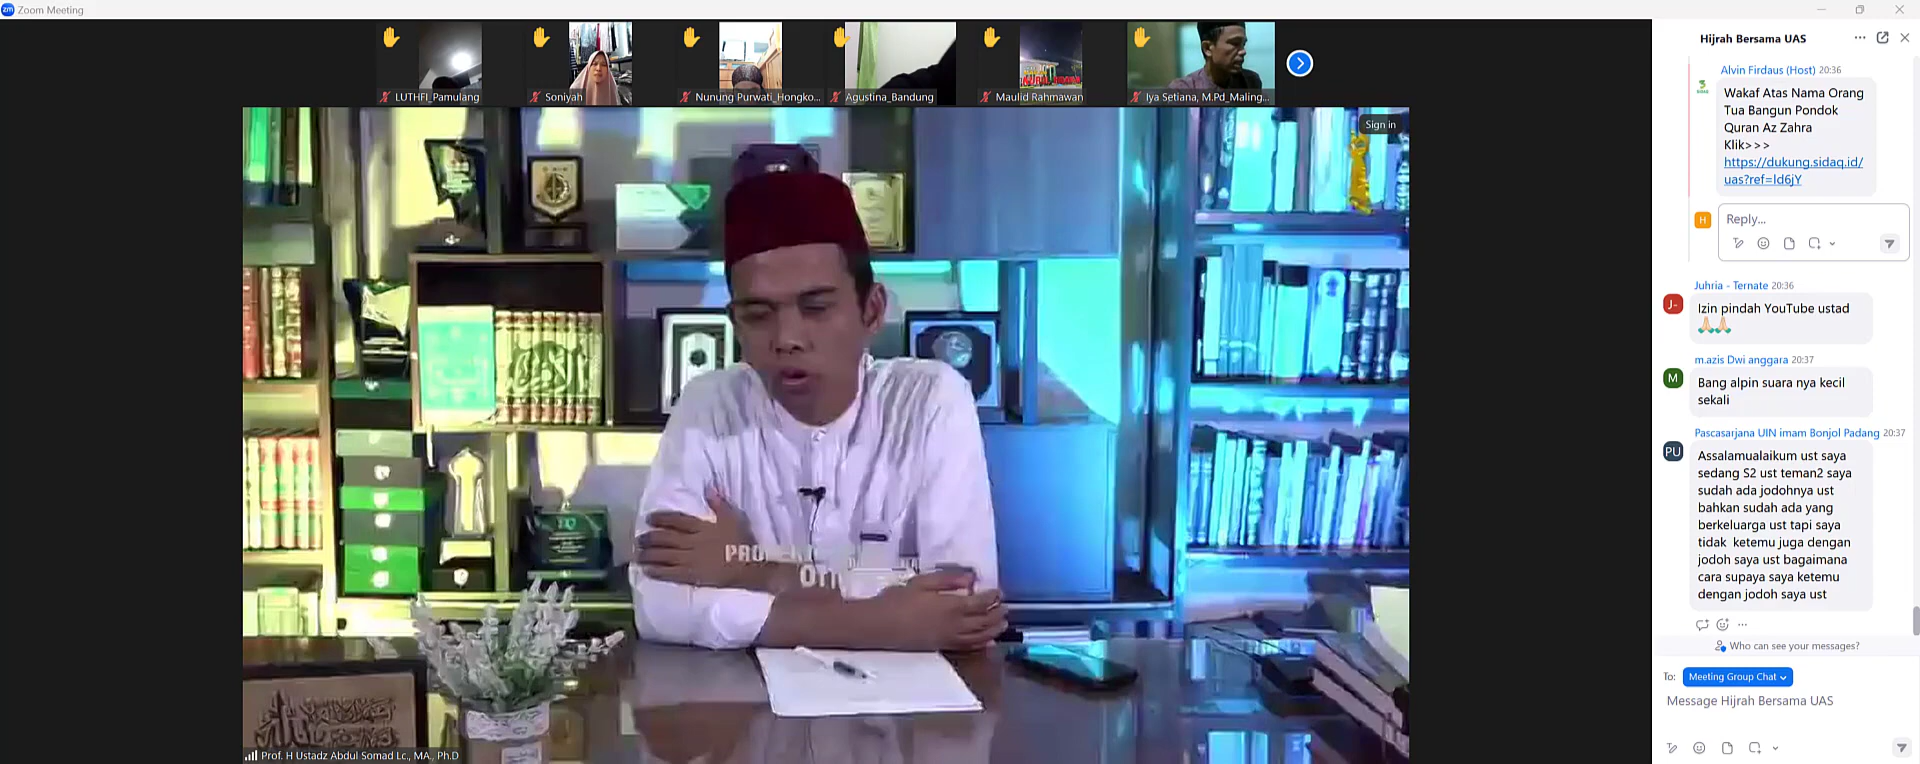 Zoom Meeting
LUTHFI_Pamulang
Soniyah
Nunung Purwati_Hongko...
Agustina_Bandung
Maulid Rahmawan
Iya Setiana, M.Pd_Maling...
Sign in
Prof. H Ustadz Abdul Somad Lc., MA., Ph.D
Hijrah Bersama UAS
Alvin Firdaus (Host) 20:36
Wakaf Atas Nama Orang
Tua Bangun Pondok
Quran Az Zahra
Klik>>>
https://dukung.sidaq.id/
uas?ref=Id6jY
H
Reply...
Juhria - Ternate 20:36
J-
Izin pindah YouTube ustad
🙏🏻🙏🏻
m.azis Dwi anggara 20:37
M
Bang alpin suara nya kecil
sekali
Pascasarjana UIN imam Bonjol Padang 20:37
PU
Assalamualaikum ust saya
sedang S2 ust teman2 saya
sudah ada jodohnya ust
bahkan sudah ada yang
berkeluarga ust tapi saya
tidak ketemu juga dengan
jodoh saya ust bagaimana
cara supaya saya ketemu
dengan jodoh saya ust
Who can see your messages?
To: Meeting Group Chat
Message Hijrah Bersama UAS